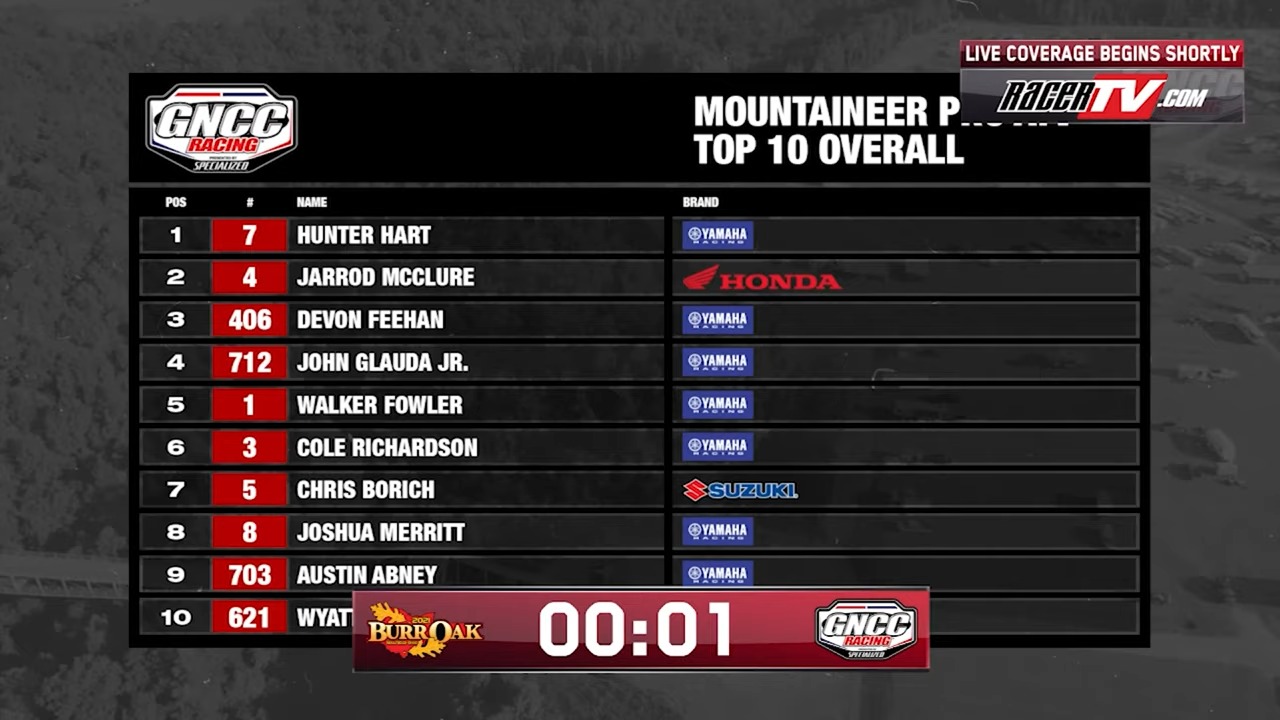 LIVE COVERAGE BEGINS SHORTLY
RACERTV.COM
GNCC
RACING
PRESENTED BY
SPECIALIZED
MOUNTAINEER
TOP 10 OVERALL
POS # NAME BRAND
1 7 HUNTER HART YAMAHA RACING
2 4 JARROD MCCLURE HONDA
3 406 DEVON FEEHAN YAMAHA RACING
4 712 JOHN GLAUDA JR. YAMAHA RACING
5 1 WALKER FOWLER YAMAHA RACING
6 3 COLE RICHARDSON YAMAHA RACING
7 5 CHRIS BORICH SUZUKI
8 8 JOSHUA MERRITT YAMAHA RACING
9 703 AUSTIN ABNEY YAMAHA
10 621 WYAT
2021
BURR OAK
00:01
GNCC
RACING
SPECIALIZED